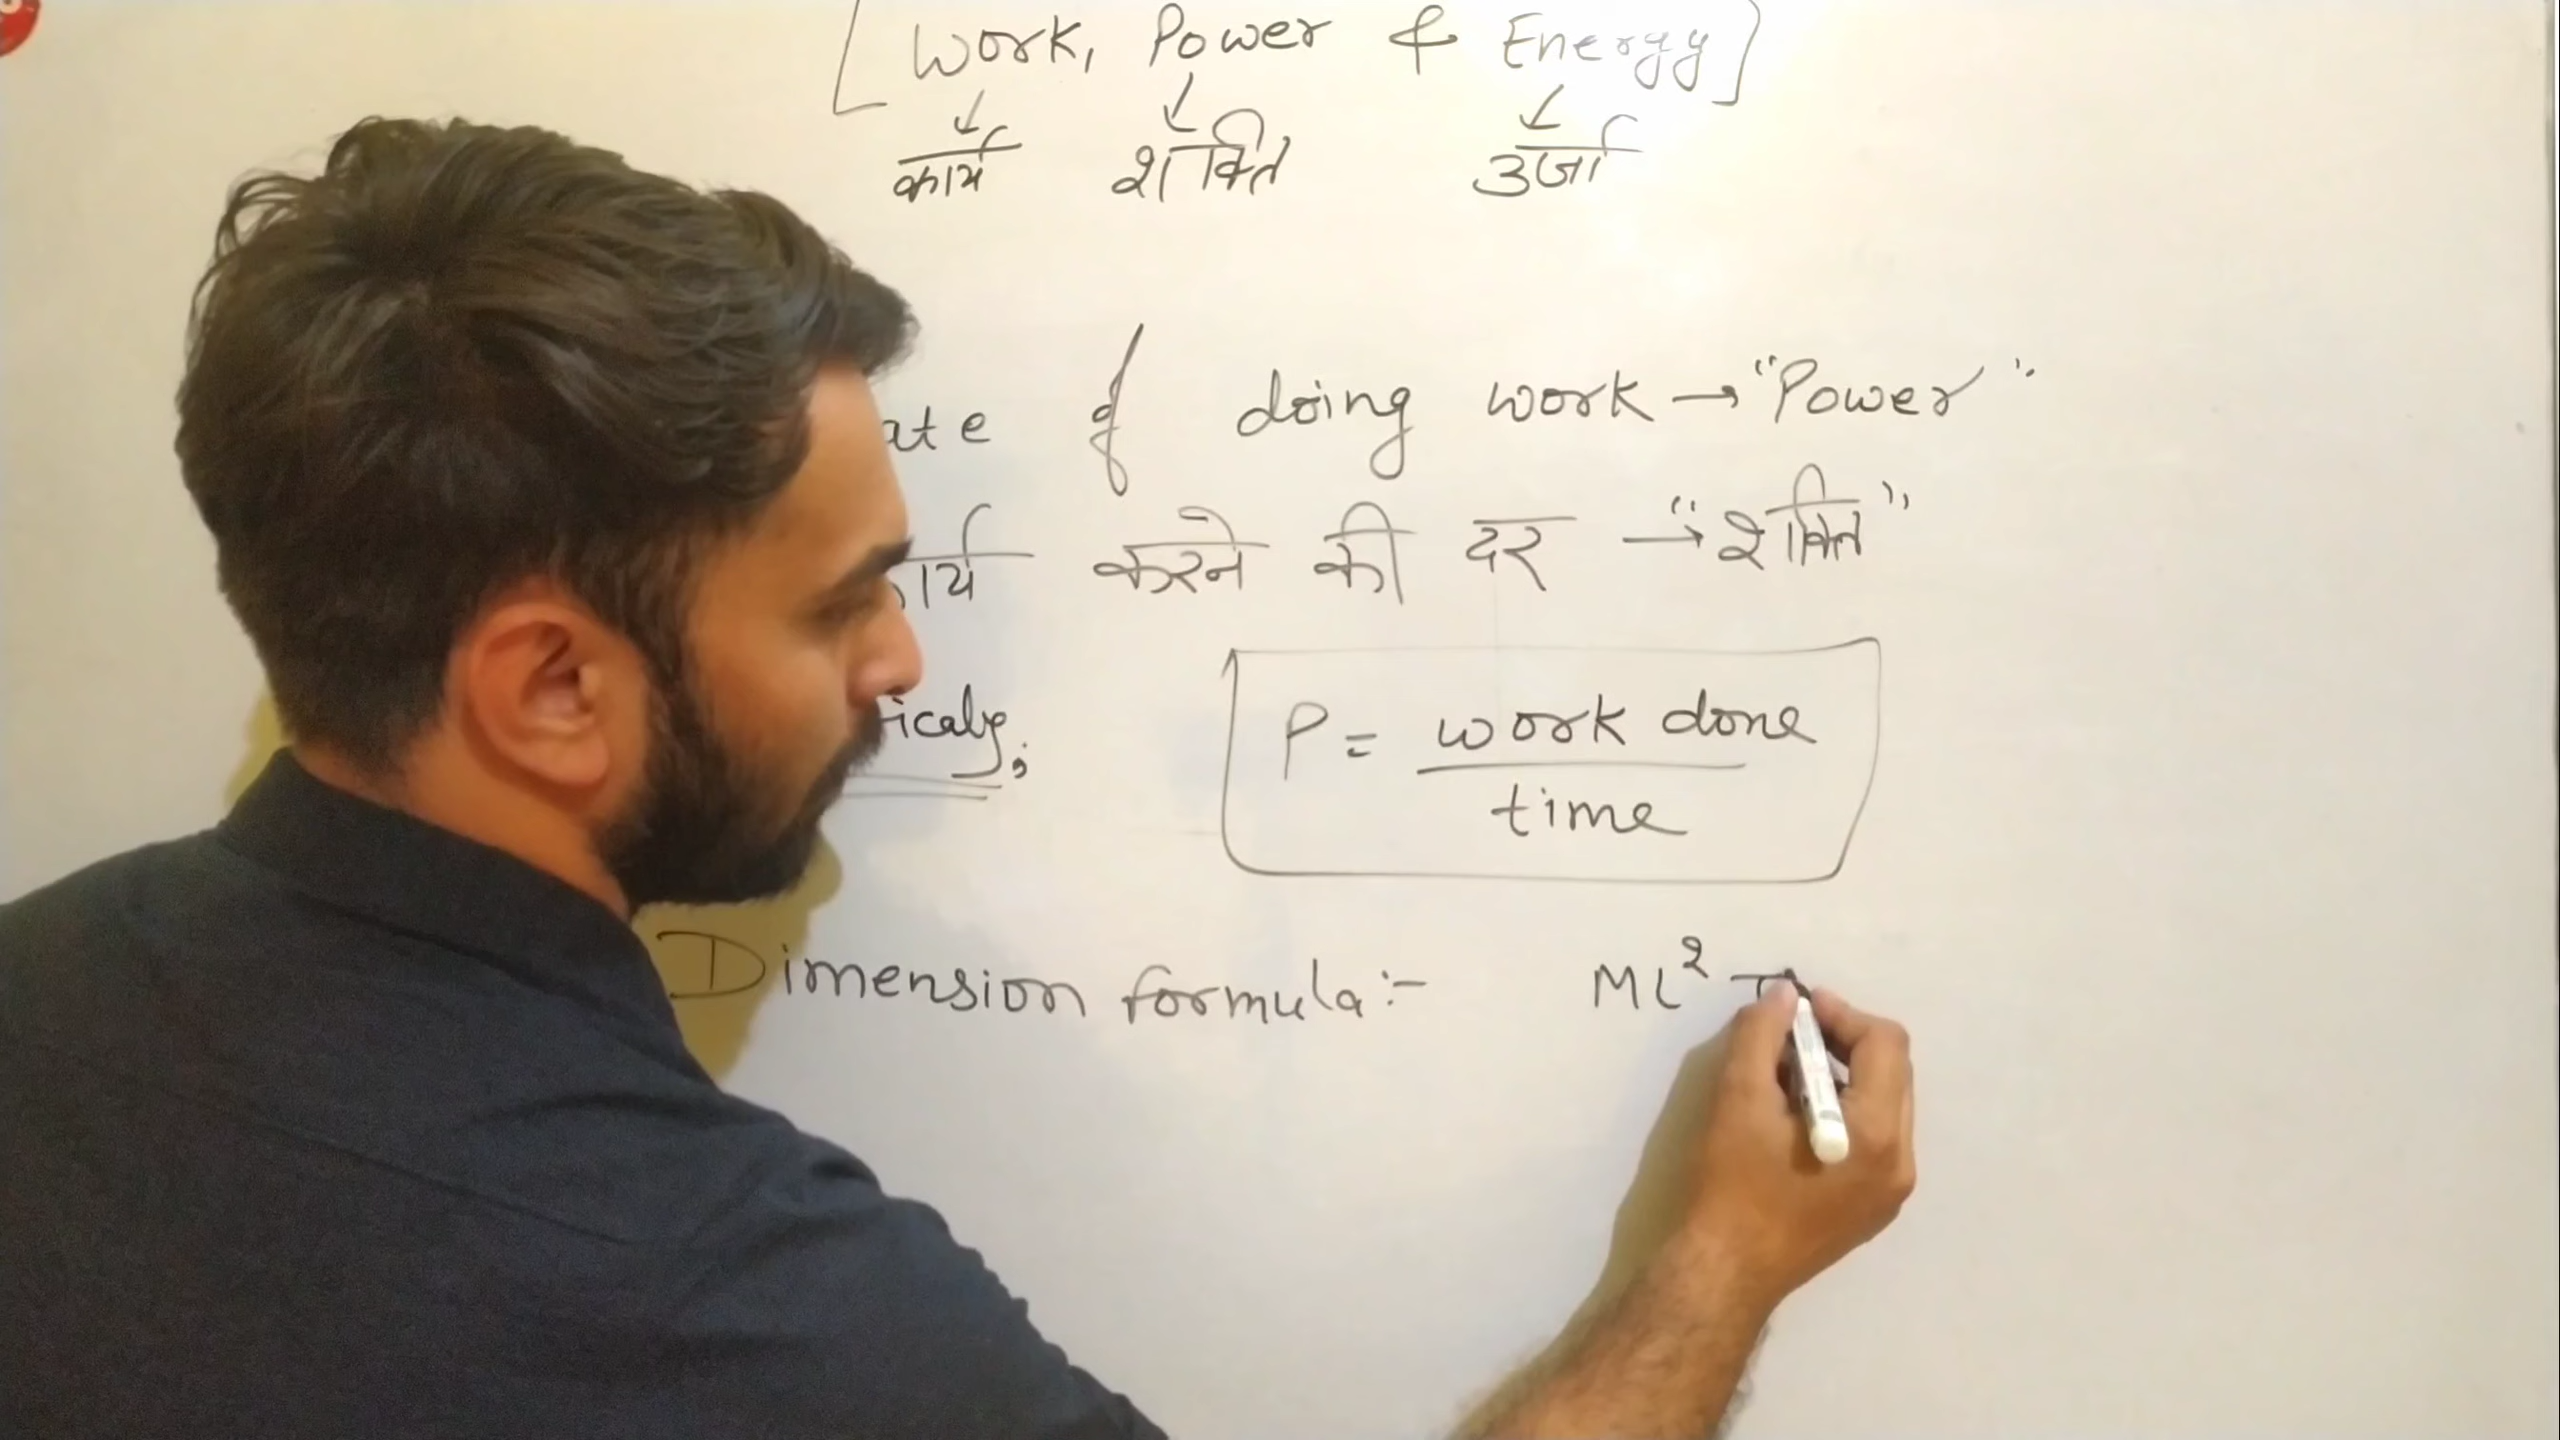 [Work, Power & Energy]
कार्य शक्ति उर्जा
ate of doing work → "Power"
ार्य करने की दर → "शक्ति"
ically;
P = work done / time
Dimension formula:- ML² T